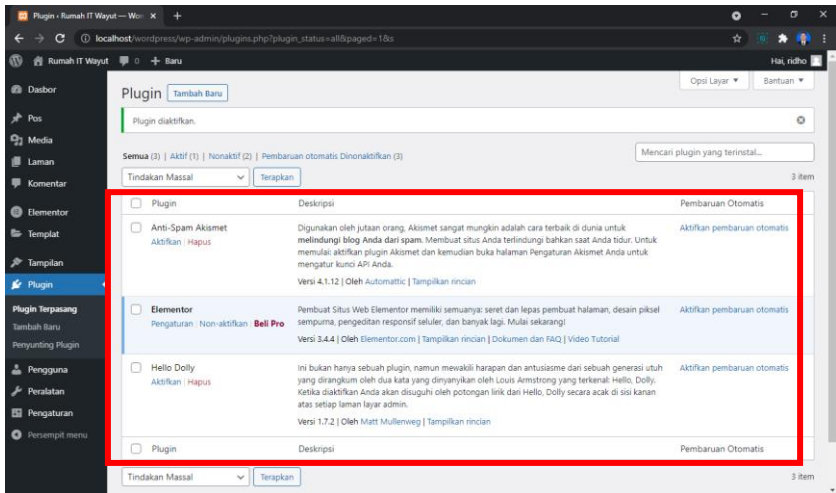 Plugin ‹ Rumah IT Wayut — Wor
localhost/wordpress/wp-admin/plugins.php?plugin_status=all&paged=1&s
Rumah IT Wayut 0 + Baru Hai, ridho
Opsi Layar ▼ Bantuan ▼
Dasbor
Pos
Media
Laman
Komentar
Elementor
Templat
Tampilan
Plugin
Plugin Terpasang
Tambah Baru
Penyunting Plugin
Pengguna
Peralatan
Pengaturan
Persempit menu
Plugin Tambah Baru
Plugin diaktifkan.
Semua (3) | Aktif (1) | Nonaktif (2) | Pembaruan otomatis Dinonaktifkan (3)
Mencari plugin yang terinstal...
Tindakan Massal Terapkan 3 item
Plugin Deskripsi Pembaruan Otomatis
Anti-Spam Akismet
Aktifkan | Hapus
Digunakan oleh jutaan orang, Akismet sangat mungkin adalah cara terbaik di dunia untuk
melindungi blog Anda dari spam. Membuat situs Anda terlindungi bahkan saat Anda tidur. Untuk
memulai: aktifkan plugin Akismet dan kemudian buka halaman Pengaturan Akismet Anda untuk
mengatur kunci API Anda.
Versi 4.1.12 | Oleh Automattic | Tampilkan rincian
Aktifkan pembaruan otomatis
Elementor
Pengaturan | Non-aktifkan | Beli Pro
Pembuat Situs Web Elementor memiliki semuanya: seret dan lepas pembuat halaman, desain piksel
sempurna, pengeditan responsif seluler, dan banyak lagi. Mulai sekarang!
Versi 3.4.4 | Oleh Elementor.com | Tampilkan rincian | Dokumen dan FAQ | Video Tutorial
Aktifkan pembaruan otomatis
Hello Dolly
Aktifkan | Hapus
Ini bukan hanya sebuah plugin, namun mewakili harapan dan antusiasme dari sebuah generasi utuh
yang dirangkum oleh dua kata yang dinyanyikan oleh Louis Armstrong yang terkenal: Hello, Dolly.
Ketika diaktifkan Anda akan disuguhi oleh potongan lirik dari Hello, Dolly secara acak di sisi kanan
atas setiap laman layar admin.
Versi 1.7.2 | Oleh Matt Mullenweg | Tampilkan rincian
Aktifkan pembaruan otomatis
Plugin Deskripsi Pembaruan Otomatis
Tindakan Massal Terapkan 3 item